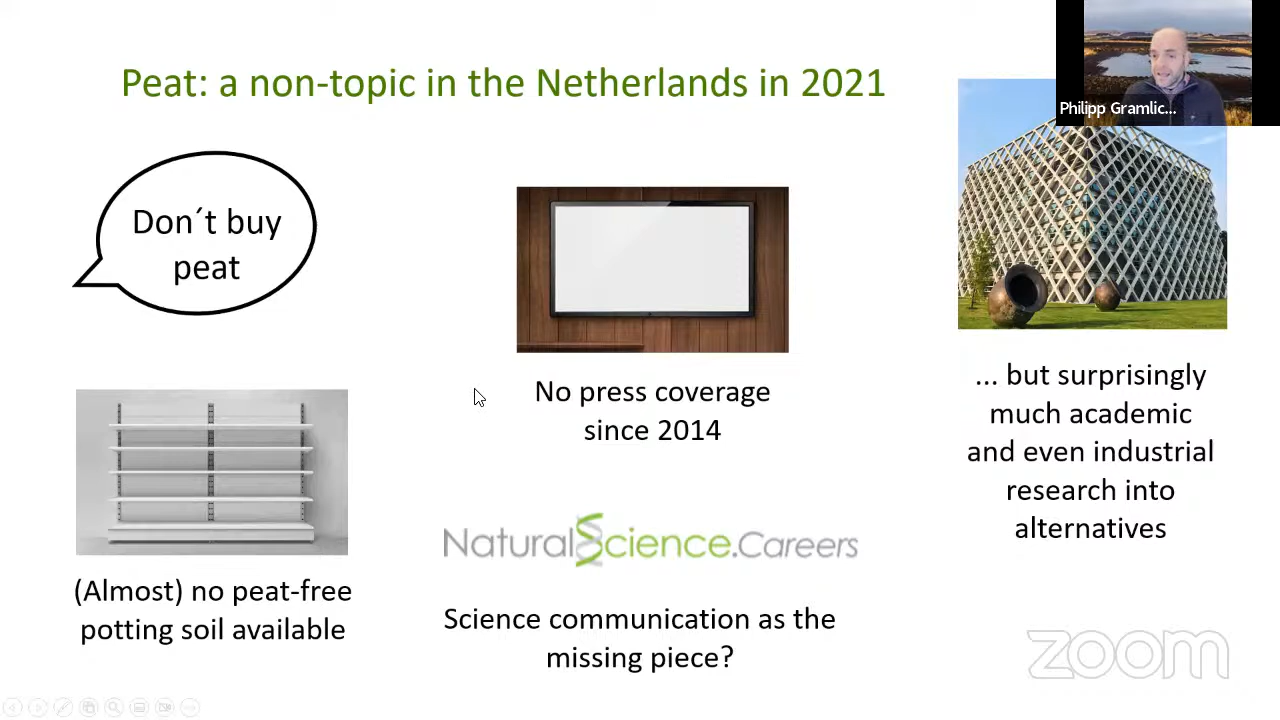 Peat: a non-topic in the Netherlands in 2021
Philipp Gramlic...
Don´t buy
peat
No press coverage
since 2014
... but surprisingly
much academic
and even industrial
research into
alternatives
(Almost) no peat-free
potting soil available
NaturalScience.Careers
Science communication as the
missing piece?
zoom